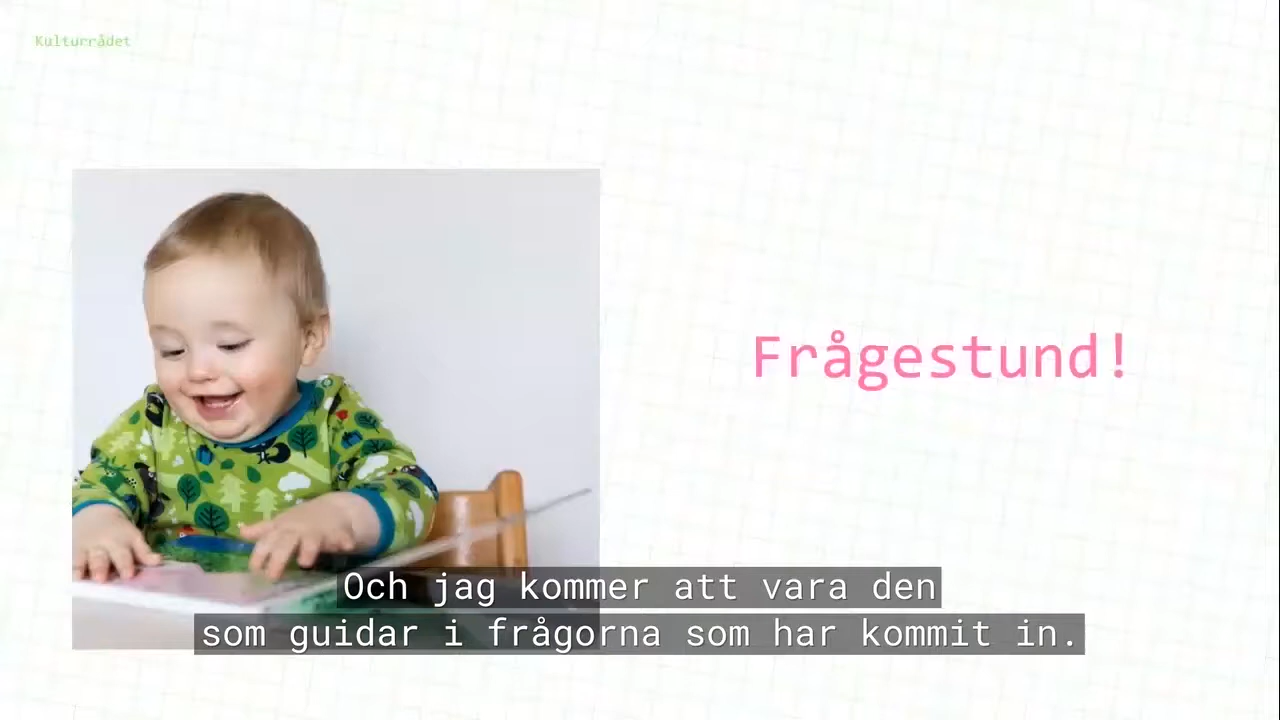 Kulturrådet
Frågestund!
Och jag kommer att vara den
som guidar i frågorna som har kommit in.